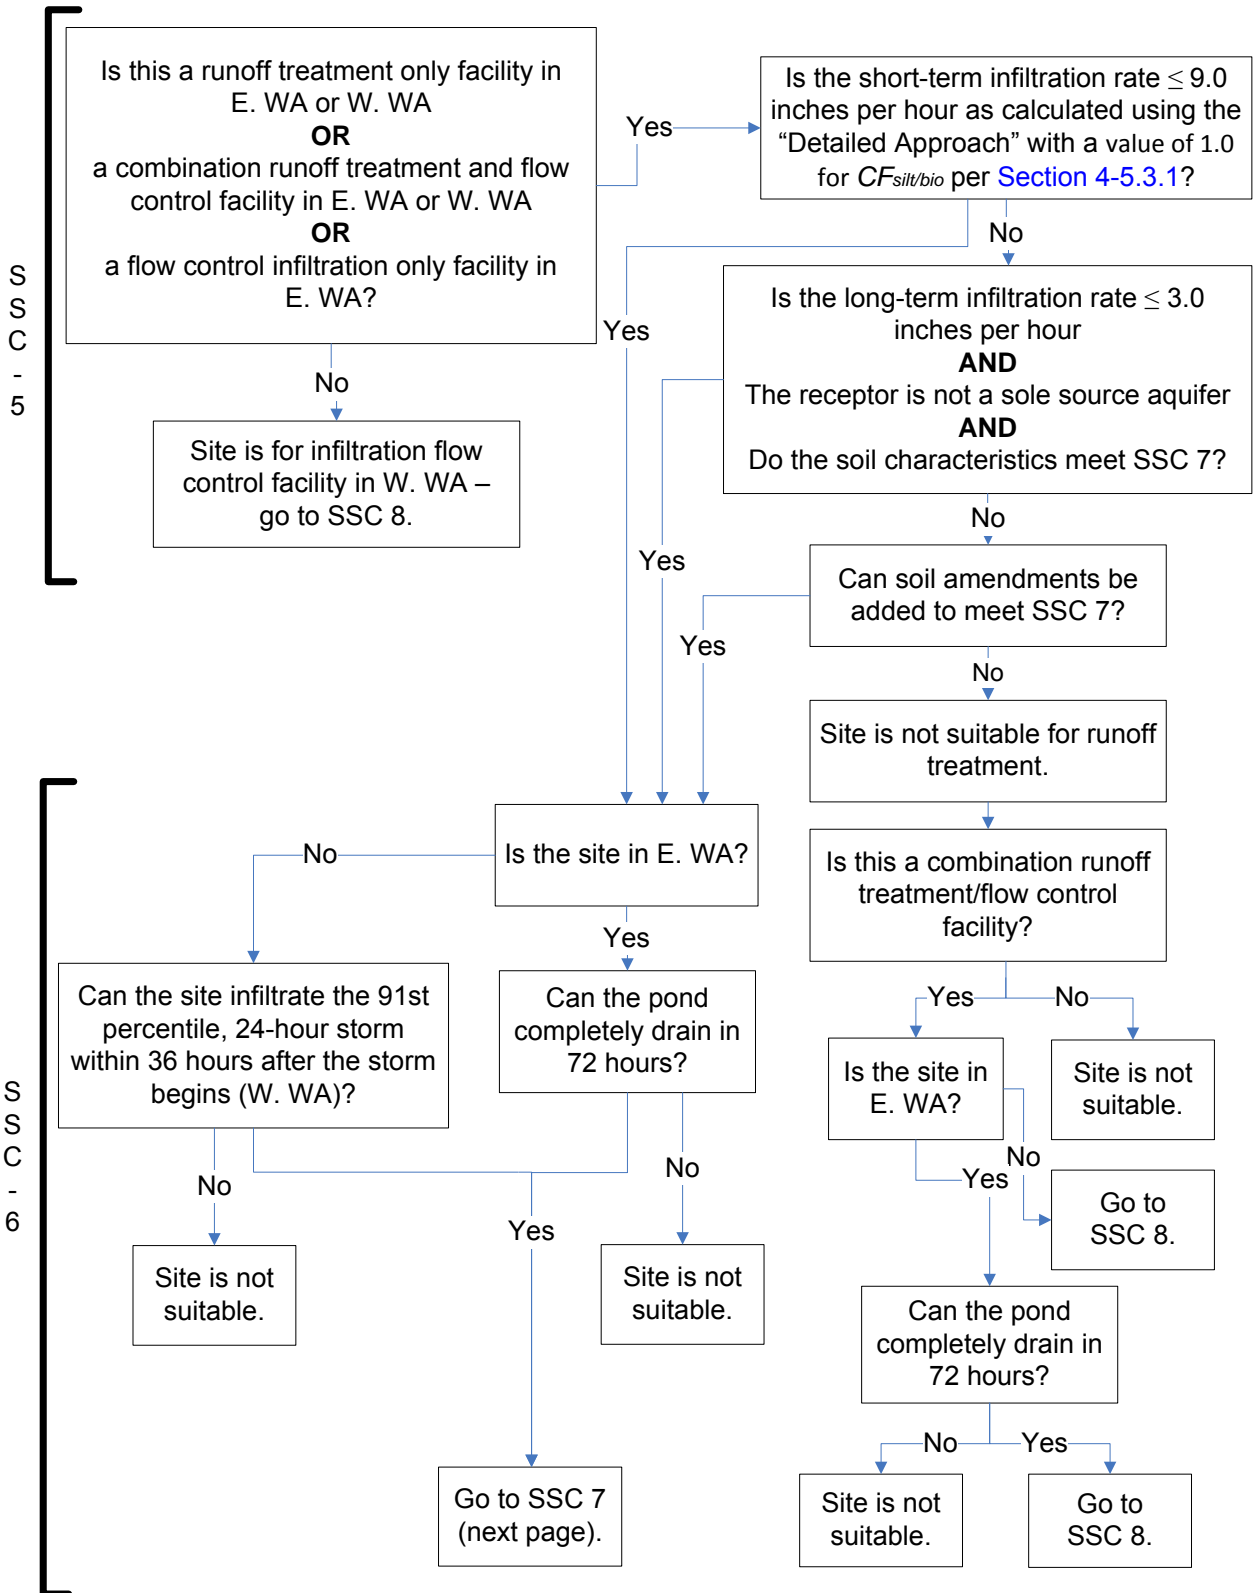 S
S
C
-
5
Is this a runoff treatment only facility in
E. WA or W. WA
OR
a combination runoff treatment and flow
control facility in E. WA or W. WA
OR
a flow control infiltration only facility in
E. WA?
Yes
Is the short-term infiltration rate ≤ 9.0
inches per hour as calculated using the
“Detailed Approach” with a value of 1.0
for CFsilt/bio per Section 4-5.3.1?
No
Yes
No
Site is for infiltration flow
control facility in W. WA –
go to SSC 8.
Is the long-term infiltration rate ≤ 3.0
inches per hour
AND
The receptor is not a sole source aquifer
AND
Do the soil characteristics meet SSC 7?
No
Yes
Can soil amendments be
added to meet SSC 7?
Yes
No
Site is not suitable for runoff
treatment.
S
S
C
-
6
Is the site in E. WA?
No
Yes
Is this a combination runoff
treatment/flow control
facility?
Yes
No
Can the site infiltrate the 91st
percentile, 24-hour storm
within 36 hours after the storm
begins (W. WA)?
Can the pond
completely drain in
72 hours?
Is the site in
E. WA?
Site is not
suitable.
No
Yes
No
Yes
No
Site is not
suitable.
Site is not
suitable.
Go to
SSC 8.
Can the pond
completely drain in
72 hours?
No
Yes
Go to SSC 7
(next page).
Site is not
suitable.
Go to
SSC 8.